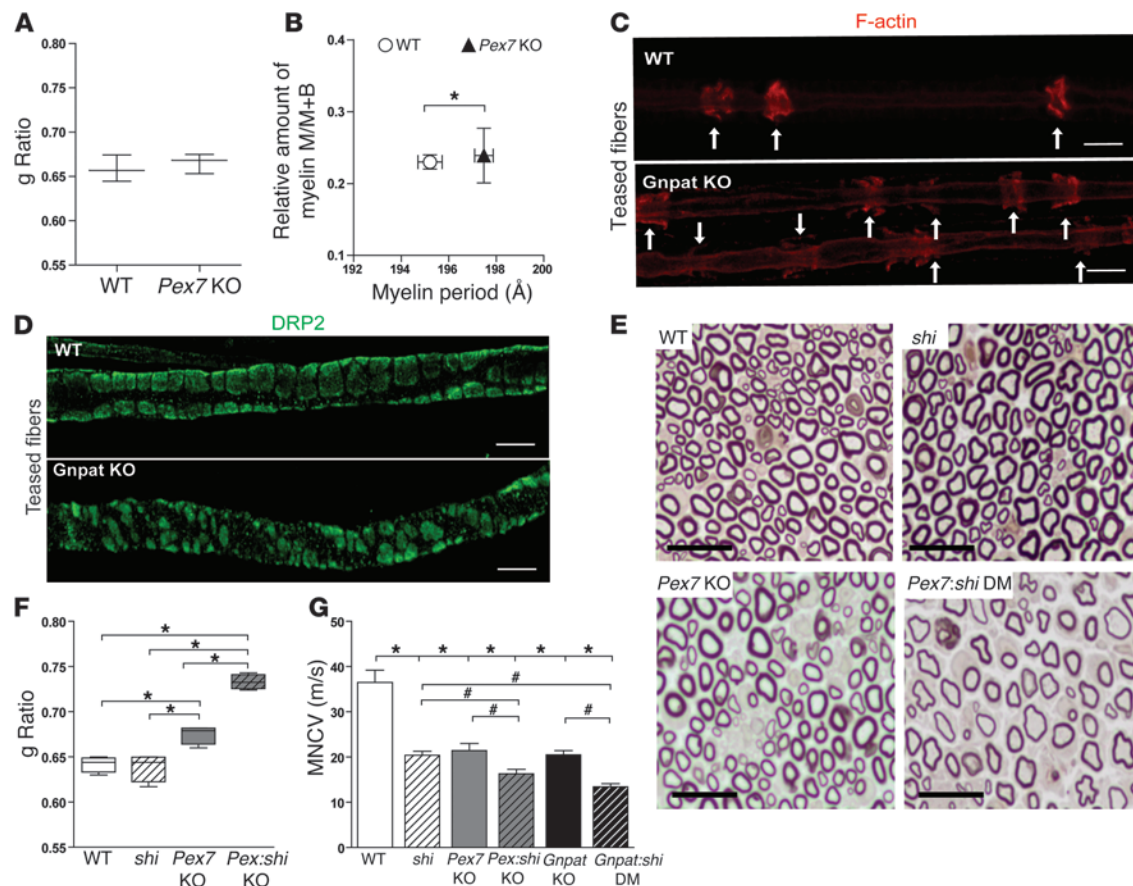 A
g Ratio
0.80
0.75
0.70
0.65
0.60
0.55
WT
Pex7 KO
B
WT
Pex7 KO
Relative amount of
myelin M/M+B
0.4
0.3
0.2
0.1
*
192
194
196
198
200
Myelin period (Å)
C
F-actin
Teased fibers
WT
Gnpat KO
D
DRP2
Teased fibers
WT
Gnpat KO
E
WT
shi
Pex7 KO
Pex7:shi DM
F
g Ratio
0.80
0.75
0.70
0.65
0.60
0.55
*
*
*
*
*
WT
shi
Pex7
KO
Pex:shi
KO
G
MNCV (m/s)
50
40
30
20
10
0
* * * * *
#
#
#
#
WT
shi
Pex7
KO
Pex:shi
KO
Gnpat
KO
Gnpat:shi
DM